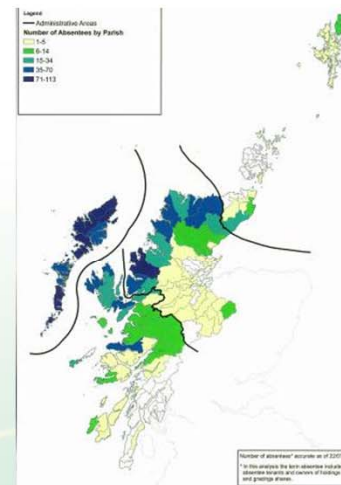 Legend
Administrative Areas
Number of Absentees by Parish
1-5
6-14
15-34
35-70
71-113
Number of absentees* accurate as of
* In this analysis the term absentee include
absentee tenants and owners of holdings
and grazings shares.